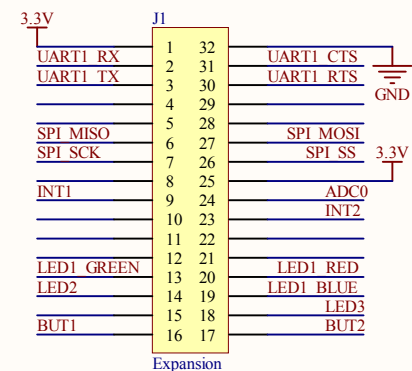 3.3V J1
1 32
UART1_RX 2 31 UART1_CTS
UART1_TX 3 30 UART1_RTS
4 29 GND
5 28
SPI_MISO 6 27 SPI_MOSI
SPI_SCK 7 26 SPI_SS 3.3V
8 25
INT1 9 24 ADC0
10 23 INT2
11 22
12 21
LED1_GREEN 13 20 LED1_RED
LED2 14 19 LED1_BLUE
15 18 LED3
BUT1 16 17 BUT2
Expansion